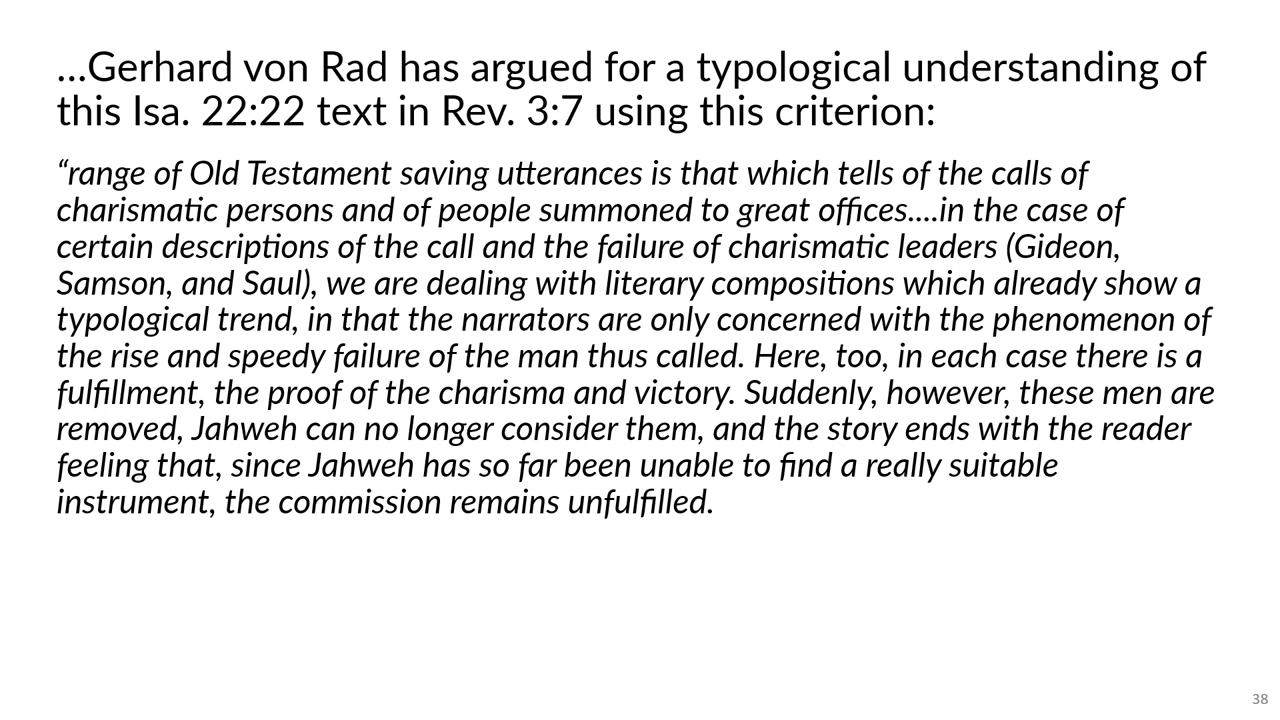 ...Gerhard von Rad has argued for a typological understanding of
this Isa. 22:22 text in Rev. 3:7 using this criterion:
“range of Old Testament saving utterances is that which tells of the calls of
charismatic persons and of people summoned to great offices....in the case of
certain descriptions of the call and the failure of charismatic leaders (Gideon,
Samson, and Saul), we are dealing with literary compositions which already show a
typological trend, in that the narrators are only concerned with the phenomenon of
the rise and speedy failure of the man thus called. Here, too, in each case there is a
fulfillment, the proof of the charisma and victory. Suddenly, however, these men are
removed, Jahweh can no longer consider them, and the story ends with the reader
feeling that, since Jahweh has so far been unable to find a really suitable
instrument, the commission remains unfulfilled.
38